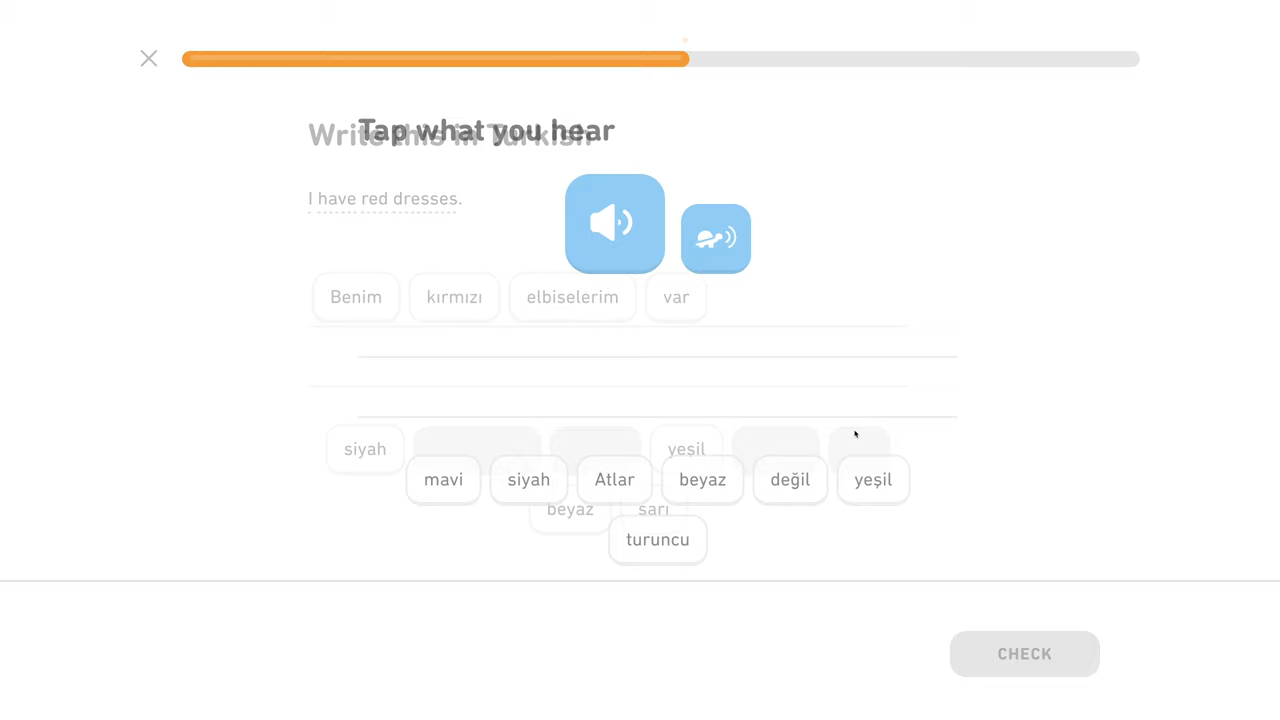 Write this in Turkish
Tap what you hear
I have red dresses.
Benim kırmızı elbiselerim var
siyah yeşil
mavi siyah Atlar beyaz değil yeşil
beyaz sarı
turuncu
CHECK